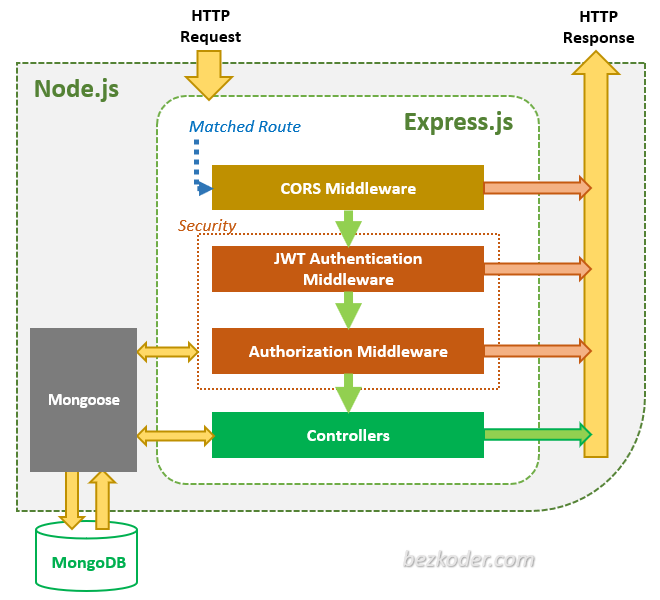 HTTP
Request
HTTP
Response
Node.js
Express.js
Matched Route
CORS Middleware
Security
JWT Authentication
Middleware
Authorization Middleware
Mongoose
Controllers
MongoDB
bezkoder.com